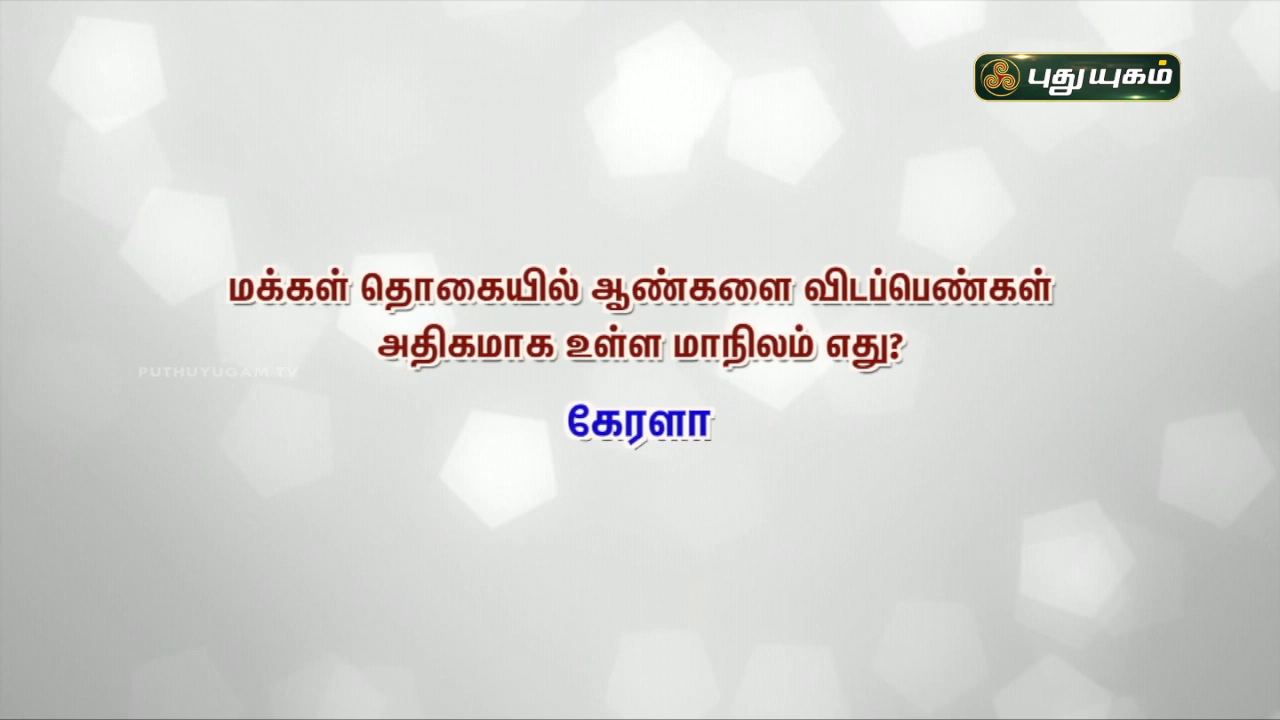 புதுயுகம்
மக்கள் தொகையில் ஆண்களை விடப்பெண்கள்
அதிகமாக உள்ள மாநிலம் எது?
PUTHUYUGAM TV
கேரளா